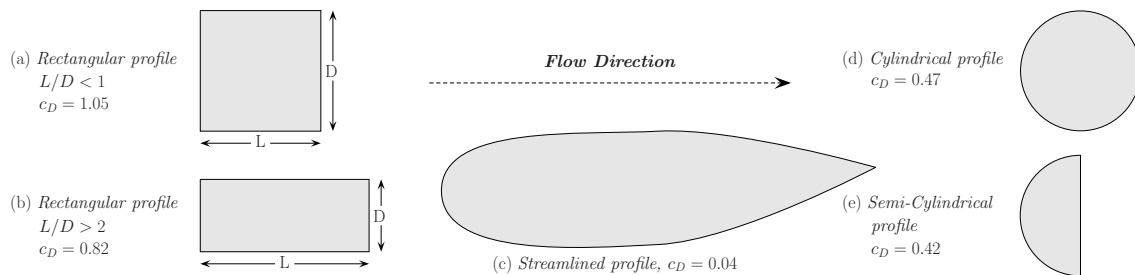 (a) Rectangular profile
L/D < 1
c_D = 1.05
D
L
(b) Rectangular profile
L/D > 2
c_D = 0.82
D
L
Flow Direction
(c) Streamlined profile, c_D = 0.04
(d) Cylindrical profile
c_D = 0.47
(e) Semi-Cylindrical
profile
c_D = 0.42